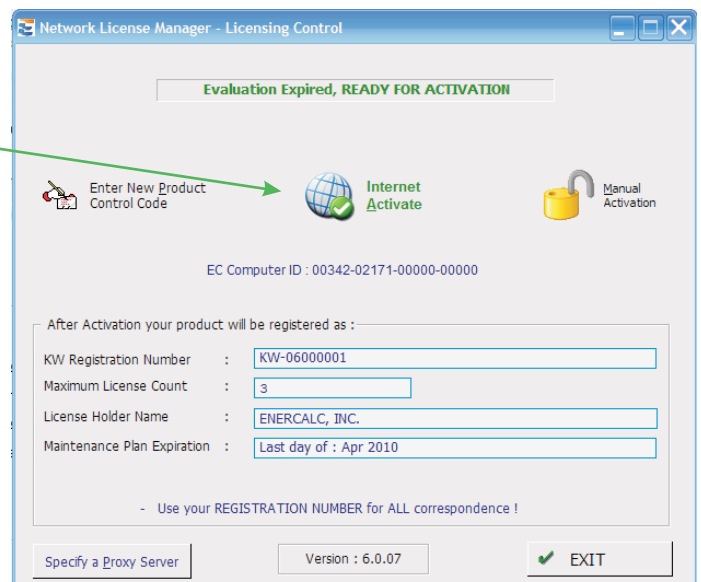 Network License Manager - Licensing Control
Evaluation Expired, READY FOR ACTIVATION
Enter New Product
Control Code
Internet
Activate
Manual
Activation
EC Computer ID : 00342-02171-00000-00000
After Activation your product will be registered as :
KW Registration Number : KW-06000001
Maximum License Count : 3
License Holder Name : ENERCALC, INC.
Maintenance Plan Expiration : Last day of : Apr 2010
- Use your REGISTRATION NUMBER for ALL correspondence !
Specify a Proxy Server
Version : 6.0.07
EXIT